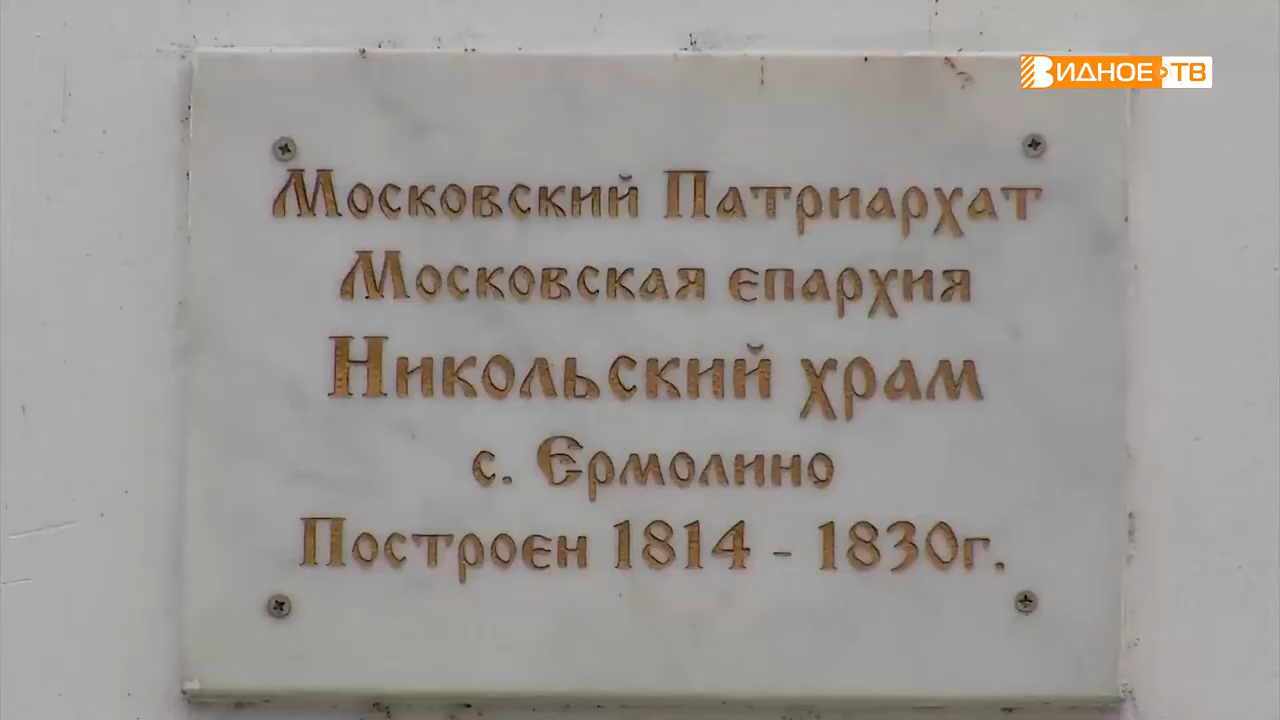 ВИДНОЕ ТВ
Московский Патриархат
Московская епархия
Никольский храм
с. Ермолино
Построен 1814 - 1830г.